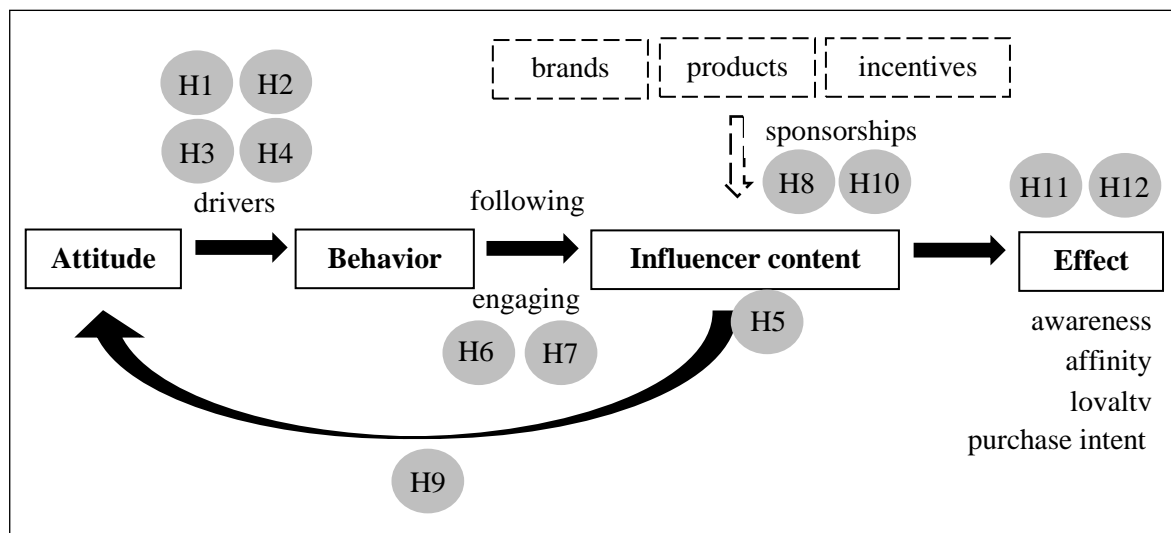 brands products incentives
H1 H2
H3 H4
sponsorships
H8 H10
H11 H12
drivers
following
Attitude
Behavior
Influencer content
Effect
engaging
H6 H7
H5
awareness
affinity
lovaltv
purchase intent
H9